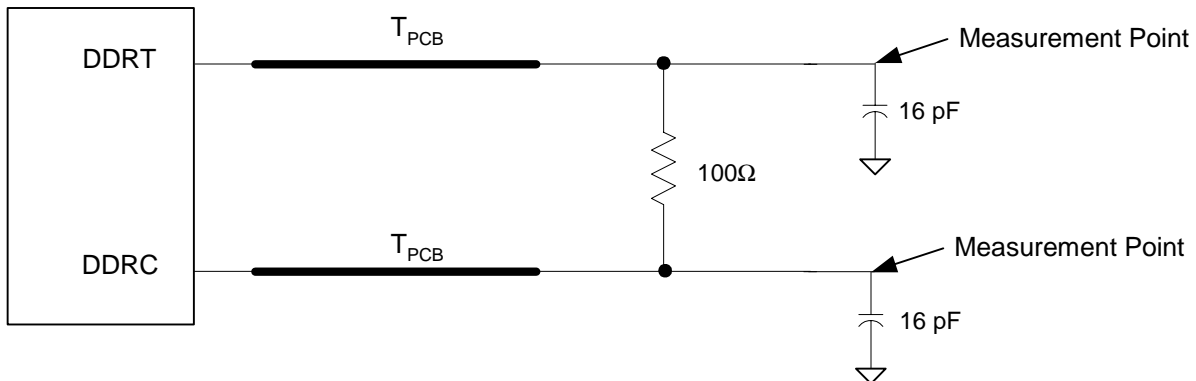 T_PCB
Measurement Point
DDRT
16 pF
100Ω
T_PCB
Measurement Point
DDRC
16 pF